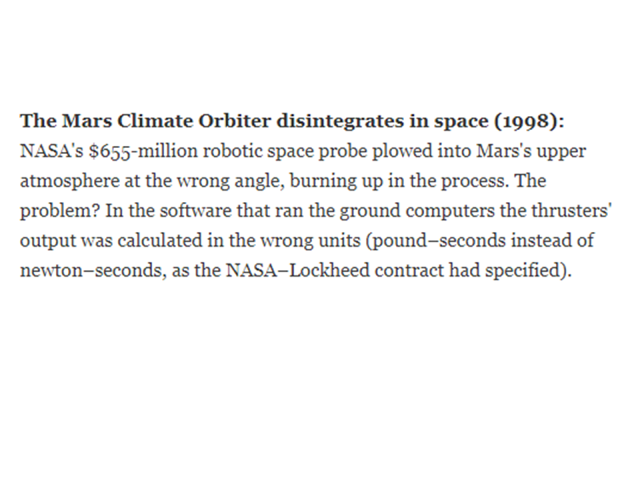 The Mars Climate Orbiter disintegrates in space (1998):
NASA's $655-million robotic space probe plowed into Mars's upper
atmosphere at the wrong angle, burning up in the process. The
problem? In the software that ran the ground computers the thrusters'
output was calculated in the wrong units (pound–seconds instead of
newton–seconds, as the NASA–Lockheed contract had specified).